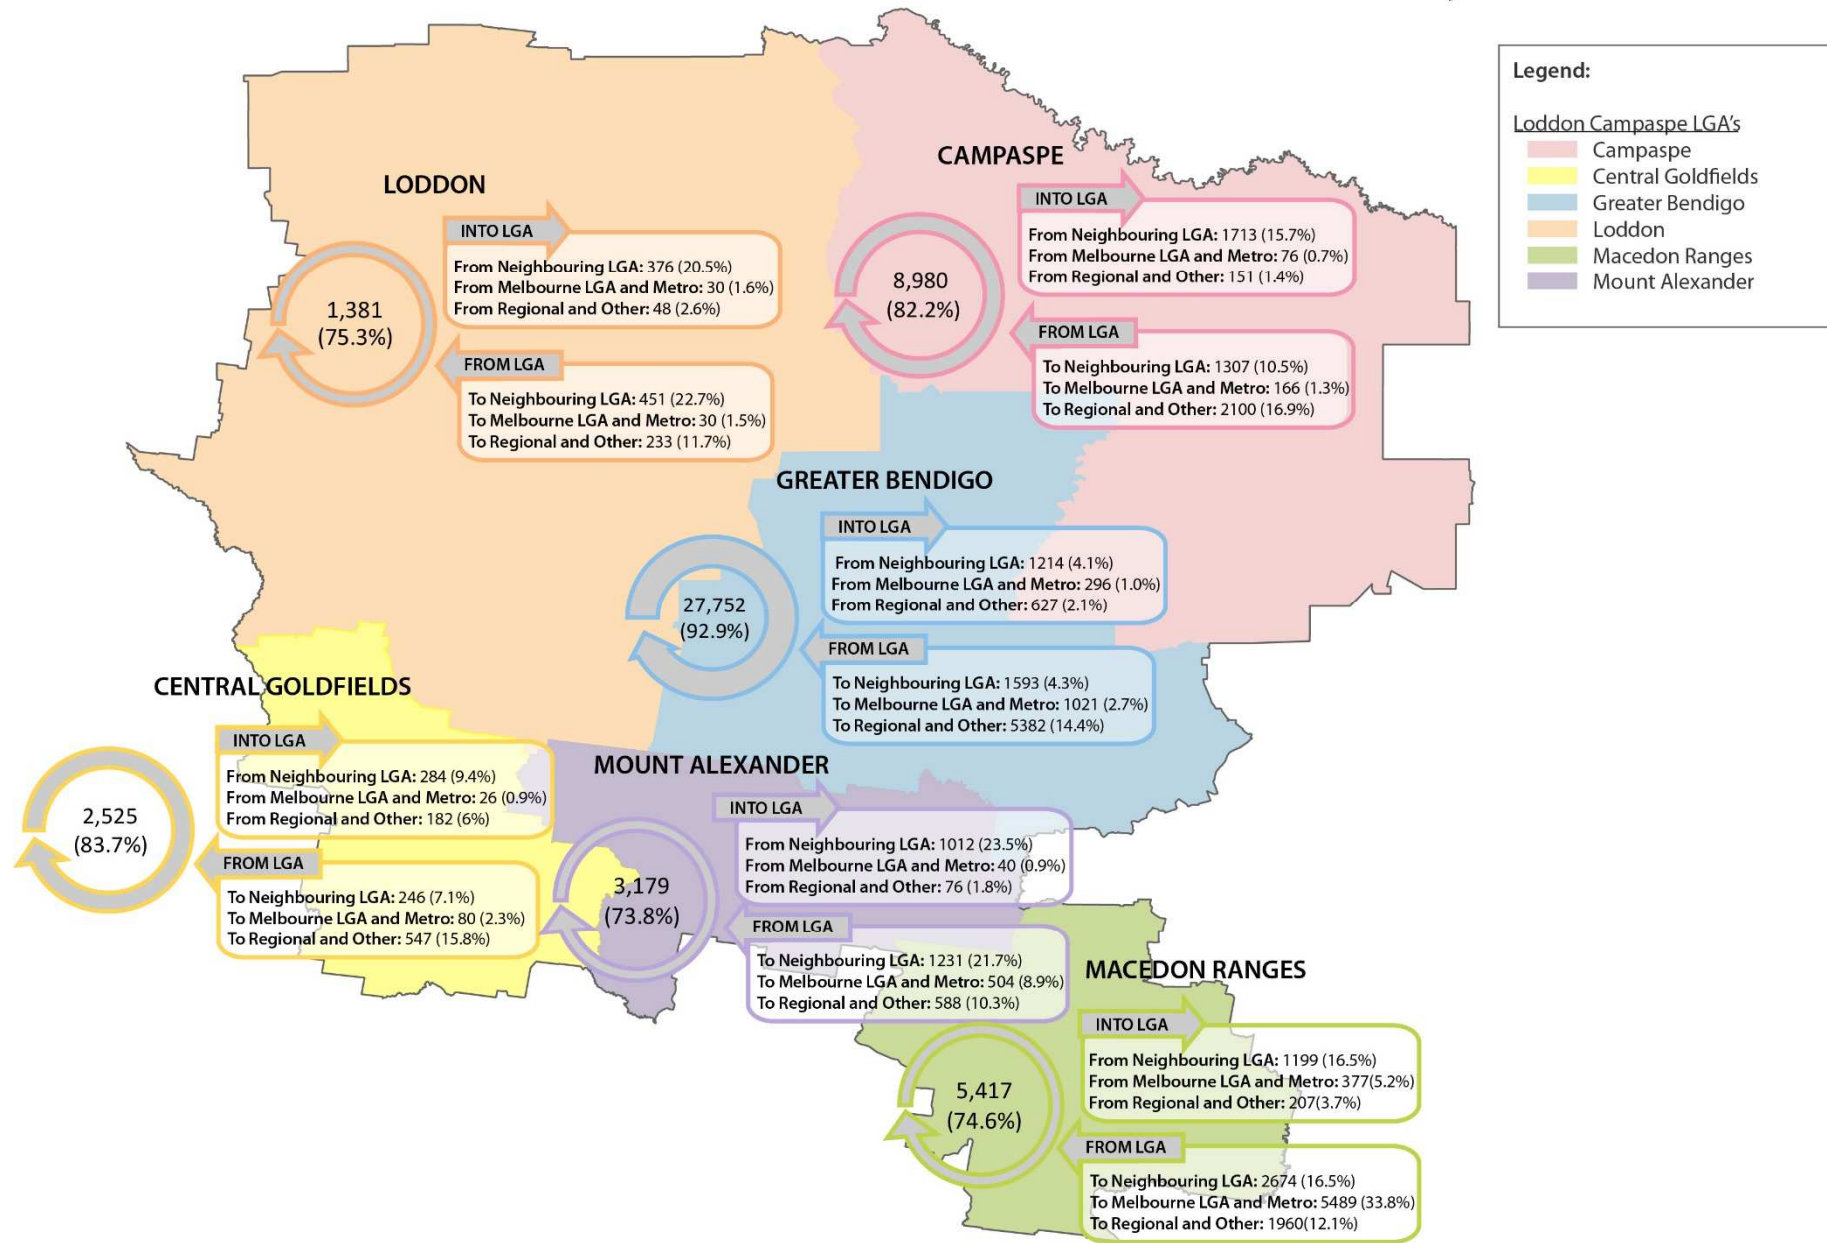 Legend:
Loddon Campaspe LGA's
Campaspe
Central Goldfields
Greater Bendigo
Loddon
Macedon Ranges
Mount Alexander
LODDON
1,381
(75.3%)
INTO LGA
From Neighbouring LGA: 376 (20.5%)
From Melbourne LGA and Metro: 30 (1.6%)
From Regional and Other: 48 (2.6%)
FROM LGA
To Neighbouring LGA: 451 (22.7%)
To Melbourne LGA and Metro: 30 (1.5%)
To Regional and Other: 233 (11.7%)
CAMPASPE
8,980
(82.2%)
INTO LGA
From Neighbouring LGA: 1713 (15.7%)
From Melbourne LGA and Metro: 76 (0.7%)
From Regional and Other: 151 (1.4%)
FROM LGA
To Neighbouring LGA: 1307 (10.5%)
To Melbourne LGA and Metro: 166 (1.3%)
To Regional and Other: 2100 (16.9%)
GREATER BENDIGO
27,752
(92.9%)
INTO LGA
From Neighbouring LGA: 1214 (4.1%)
From Melbourne LGA and Metro: 296 (1.0%)
From Regional and Other: 627 (2.1%)
FROM LGA
To Neighbouring LGA: 1593 (4.3%)
To Melbourne LGA and Metro: 1021 (2.7%)
To Regional and Other: 5382 (14.4%)
CENTRAL GOLDFIELDS
2,525
(83.7%)
INTO LGA
From Neighbouring LGA: 284 (9.4%)
From Melbourne LGA and Metro: 26 (0.9%)
From Regional and Other: 182 (6%)
FROM LGA
To Neighbouring LGA: 246 (7.1%)
To Melbourne LGA and Metro: 80 (2.3%)
To Regional and Other: 547 (15.8%)
MOUNT ALEXANDER
3,179
(73.8%)
INTO LGA
From Neighbouring LGA: 1012 (23.5%)
From Melbourne LGA and Metro: 40 (0.9%)
From Regional and Other: 76 (1.8%)
FROM LGA
To Neighbouring LGA: 1231 (21.7%)
To Melbourne LGA and Metro: 504 (8.9%)
To Regional and Other: 588 (10.3%)
MACEDON RANGES
5,417
(74.6%)
INTO LGA
From Neighbouring LGA: 1199 (16.5%)
From Melbourne LGA and Metro: 377(5.2%)
From Regional and Other: 207(3.7%)
FROM LGA
To Neighbouring LGA: 2674 (16.5%)
To Melbourne LGA and Metro: 5489 (33.8%)
To Regional and Other: 1960(12.1%)